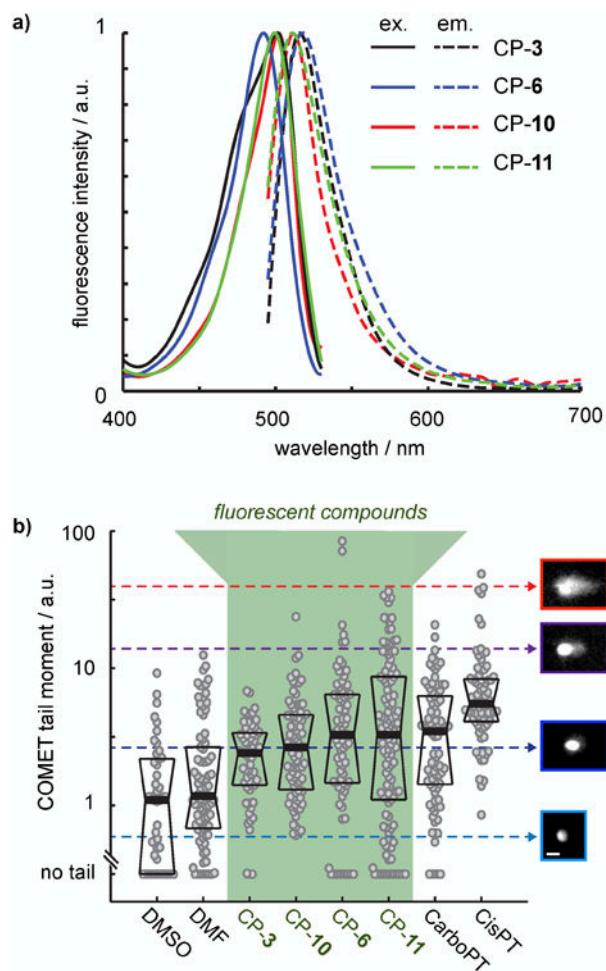 a)
ex. em.
CP-3
CP-6
CP-10
CP-11
1
fluorescence intensity / a.u.
0
400 500 600 700
wavelength / nm
b)
fluorescent compounds
100
10
1
no tail
COMET tail moment / a.u.
DMSO DMF CP-3 CP-10 CP-6 CP-11 CarboPT CisPT